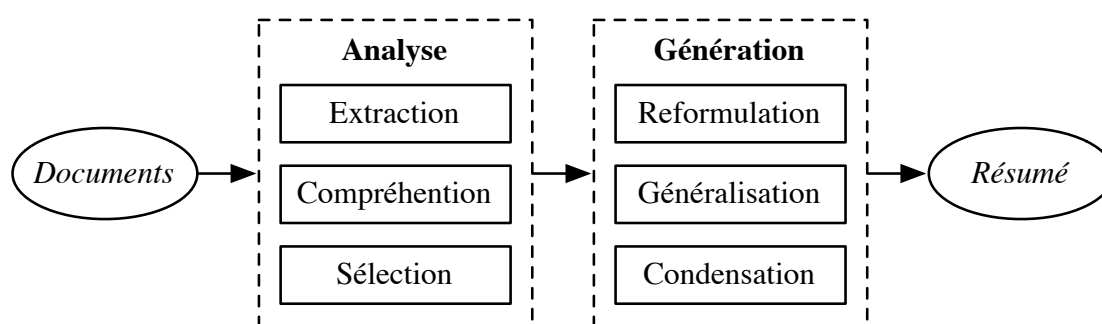 Documents
Analyse
Extraction
Compréhention
Sélection
Génération
Reformulation
Généralisation
Condensation
Résumé